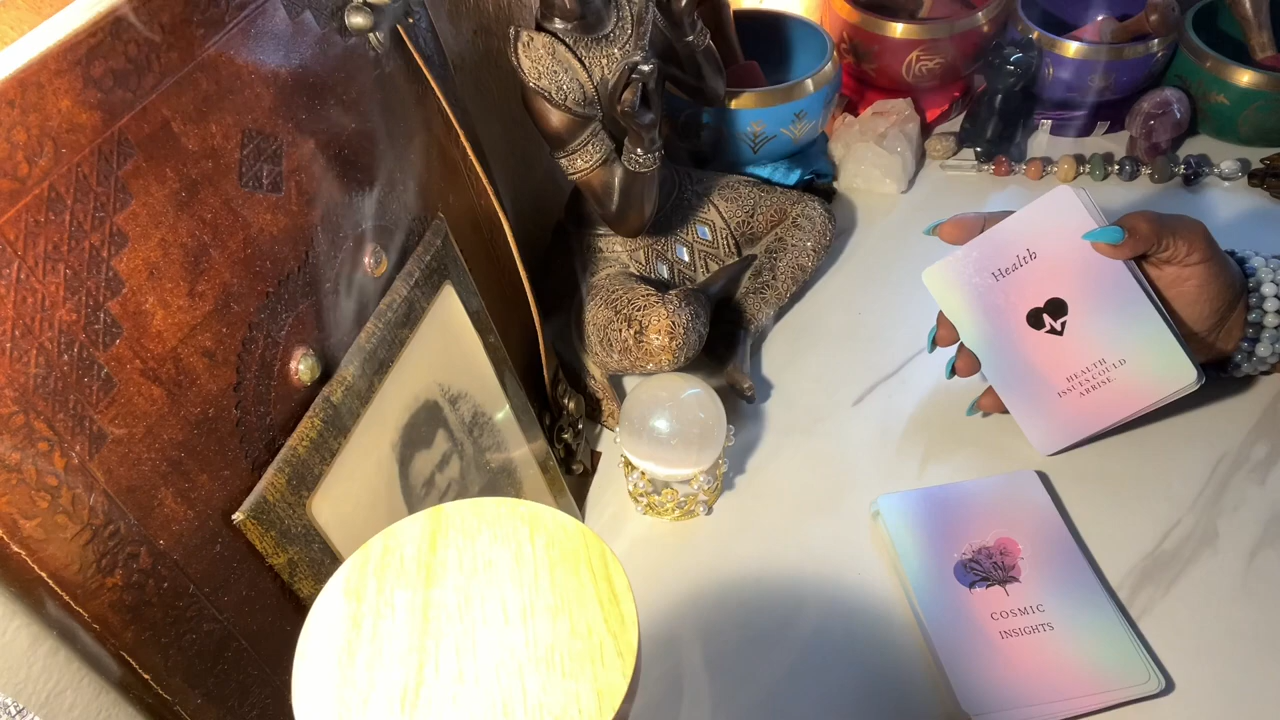 Health
HEALTH
ISSUES COULD
ARRISE.
COSMIC
INSIGHTS